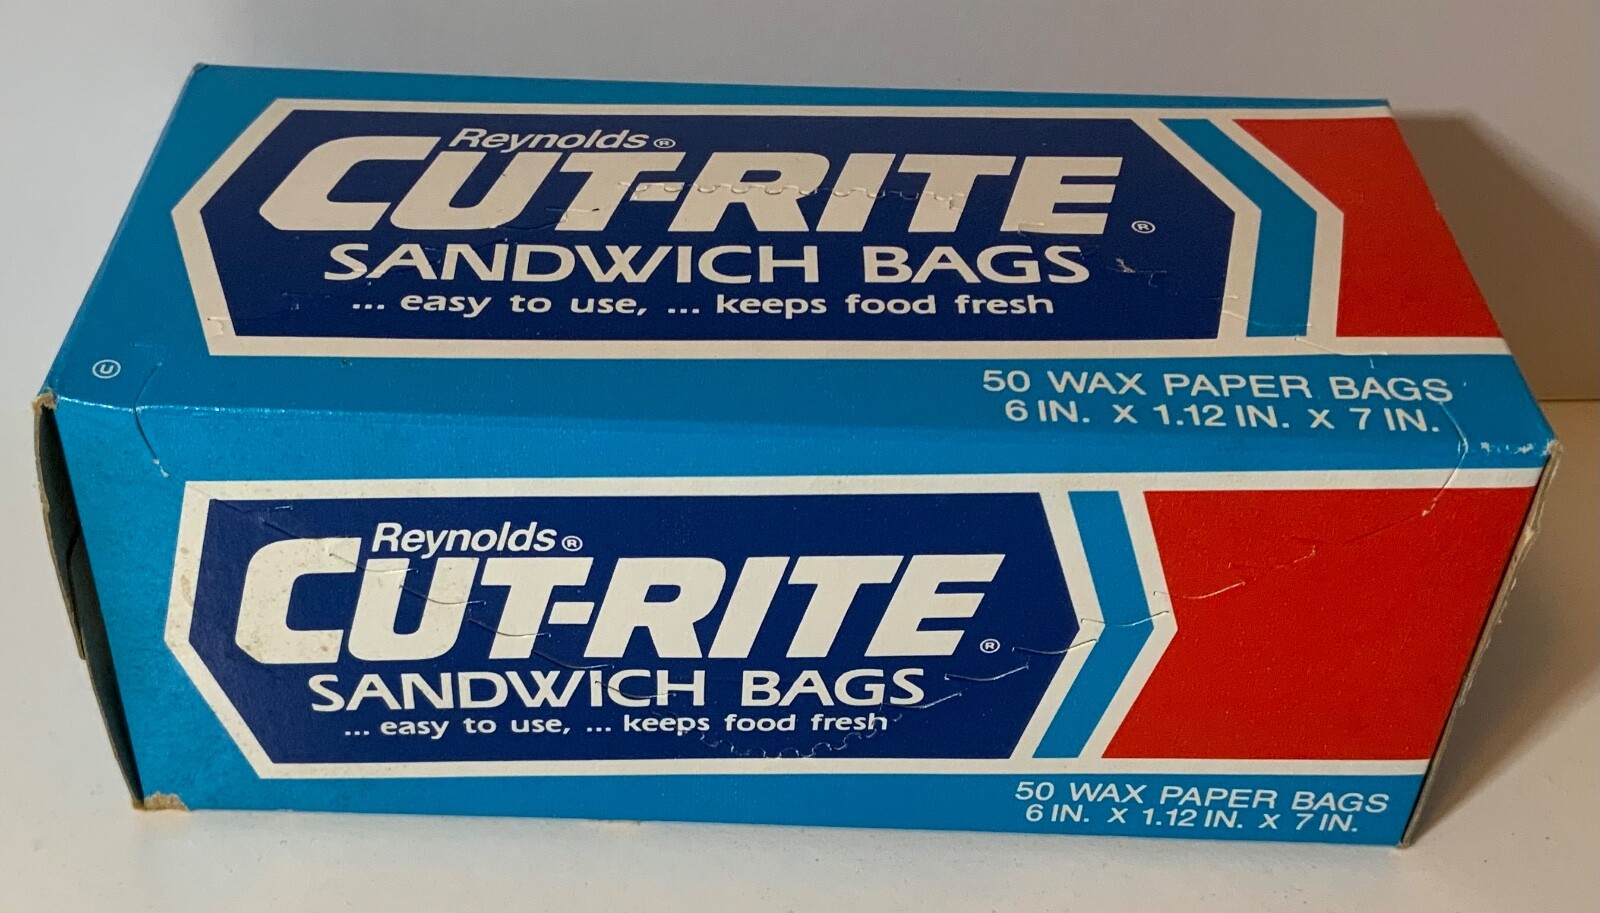 Reynolds®
CUT-RITE®
SANDWICH BAGS
... easy to use, ... keeps food fresh
U
50 WAX PAPER BAGS
6 IN. X 1.12 IN. X 7 IN.
Reynolds®
CUT-RITE®
SANDWICH BAGS
... easy to use, ... keeps food fresh
50 WAX PAPER BAGS
6 IN. X 1.12 IN. X 7 IN.